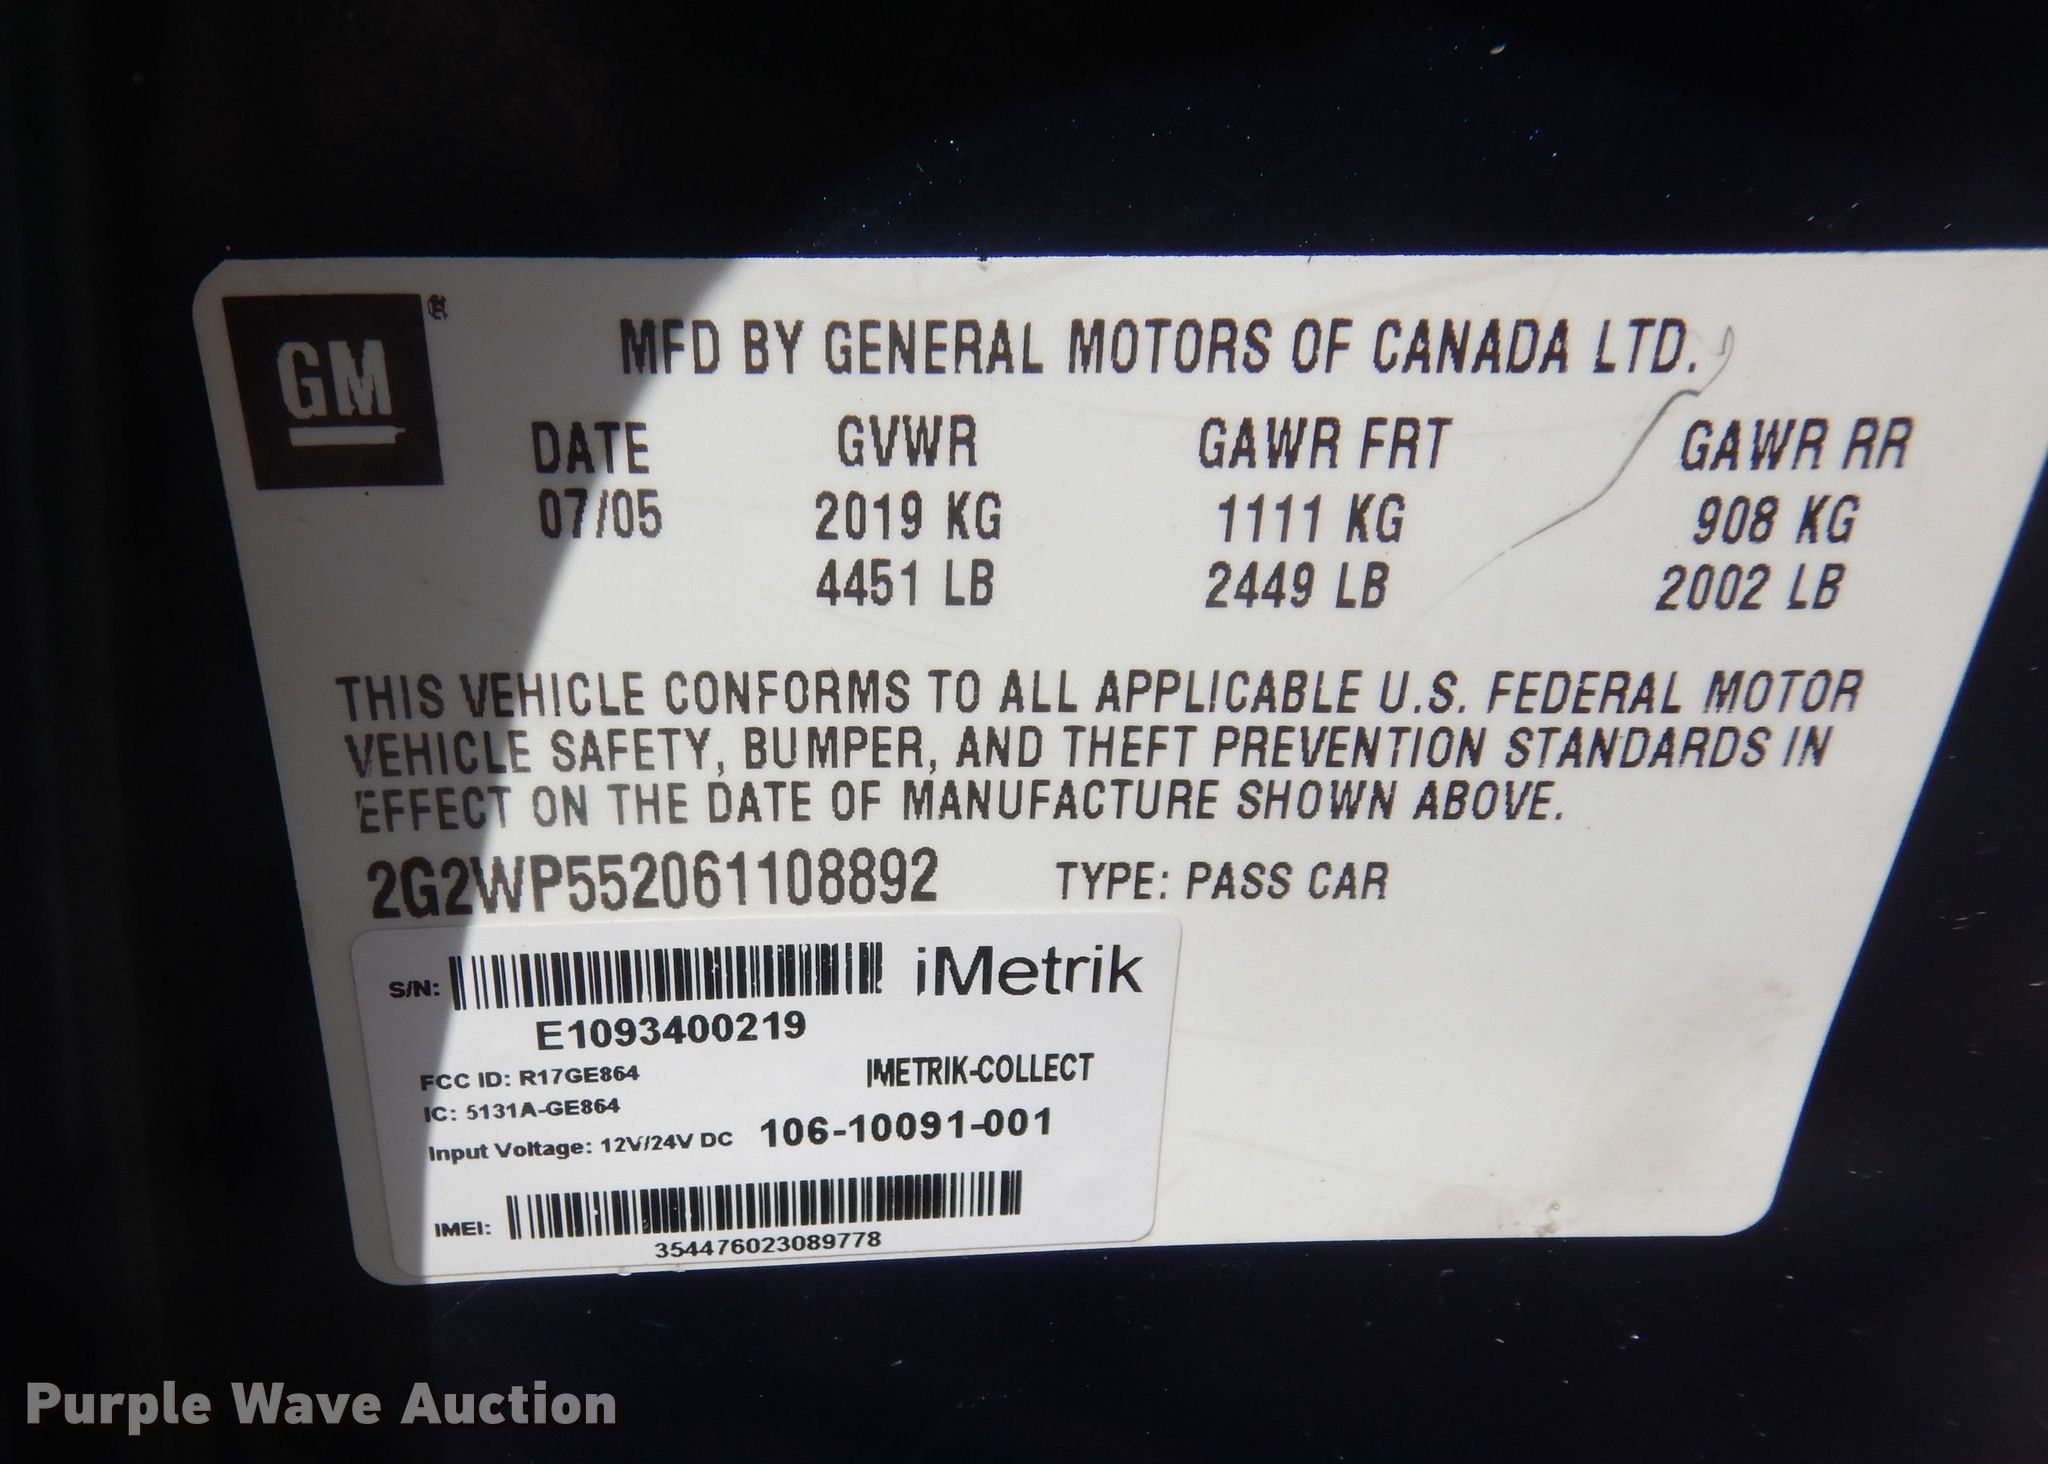 GM®
MFD BY GENERAL MOTORS OF CANADA LTD.
DATE GVWR GAWR FRT GAWR RR
07/05 2019 KG 1111 KG 908 KG
4451 LB 2449 LB 2002 LB
THIS VEHICLE CONFORMS TO ALL APPLICABLE U.S. FEDERAL MOTOR
VEHICLE SAFETY, BUMPER, AND THEFT PREVENTION STANDARDS IN
EFFECT ON THE DATE OF MANUFACTURE SHOWN ABOVE.
2G2WP552061108892 TYPE: PASS CAR
S/N: iMetrik
E1093400219
FCC ID: R17GE864 IMETRIK-COLLECT
IC: 5131A-GE864
Input Voltage: 12V/24V DC 106-10091-001
IMEI:
354476023089778
Purple Wave Auction